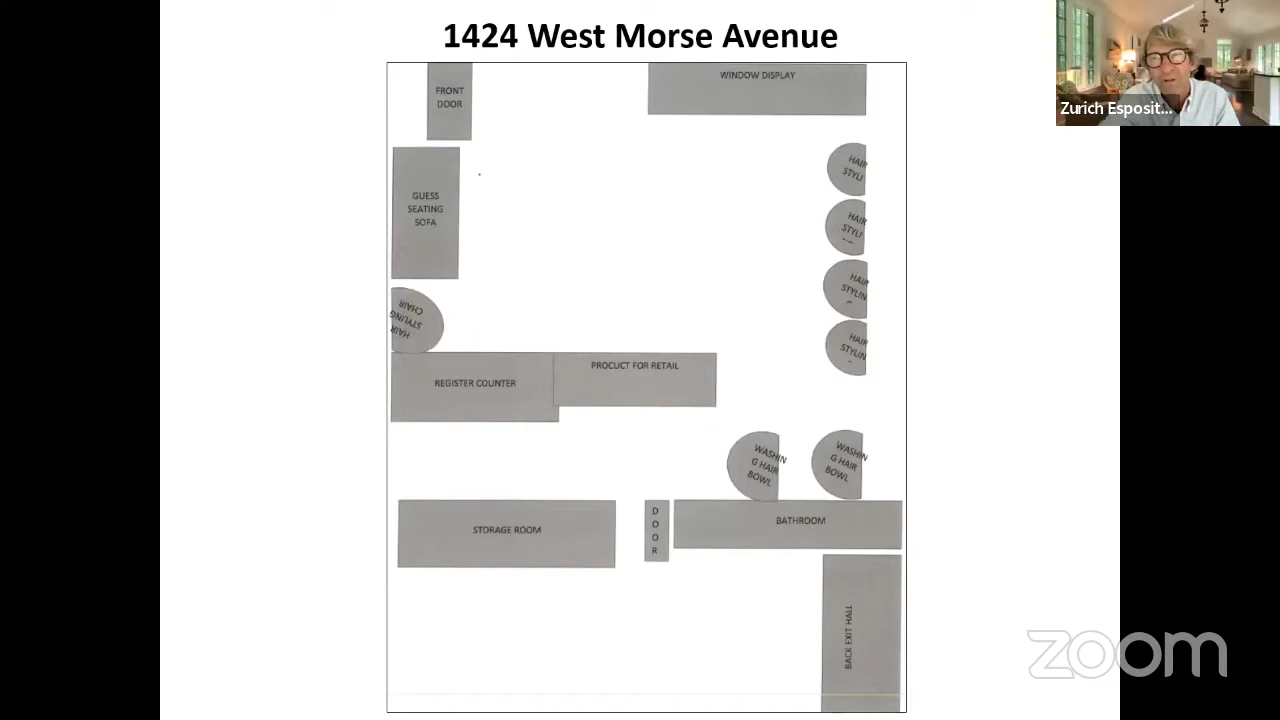 1424 West Morse Avenue
Zurich Esposit...
FRONT
DOOR
WINDOW DISPLAY
GUESS
SEATING
SOFA
HAIR
STYLI
HAIR
STYLI
HAIR
STYLIN
HAIR
STYLIN
HAIR
STYLING
CHAIR
REGISTER COUNTER
PROCUCT FOR RETAIL
WASHIN
G HAIR
BOWL
WASHIN
G HAIR
BOWL
STORAGE ROOM
D
O
O
R
BATHROOM
BACK EXIT HALL
zoom